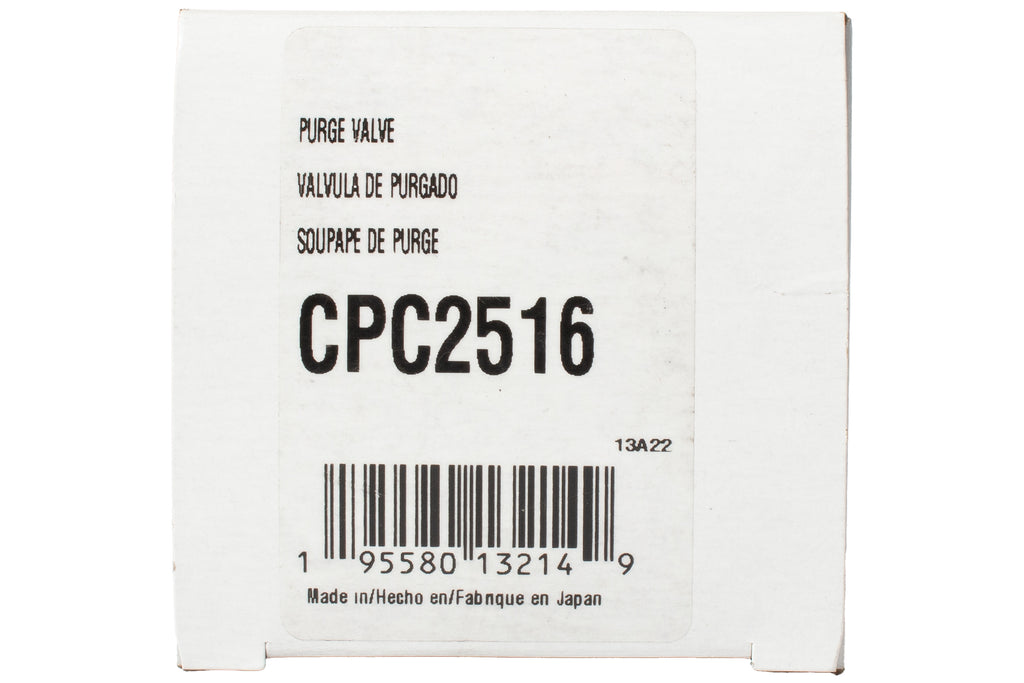 PURGE VALVE
VALVULA DE PURGADO
SOUPAPE DE PURGE
CPC2516
13A22
1 95580 13214 9
Made in/Hecho en/Fabrique en Japan